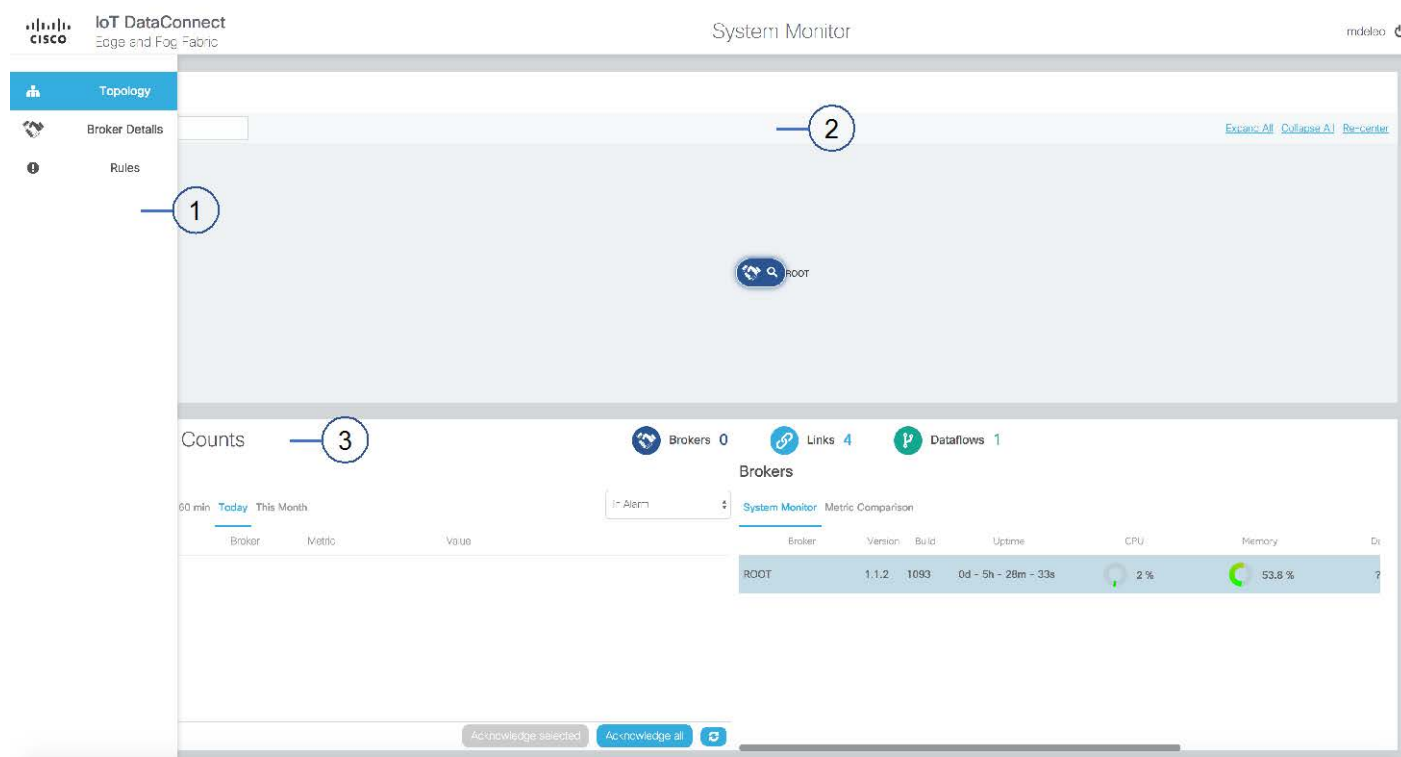 CISCO
IoT DataConnect
Edge and Fog Fabric
System Monitor
mdeleo
Topology
Broker Details
Rules
1
2
Expand All Collapse All Re-center
ROOT
Counts
3
Brokers 0
Links 4
Dataflows 1
60 min Today This Month
In Alarm
Broker Metric Value
Acknowledge selected
Acknowledge all
Brokers
System Monitor Metric Comparison
Broker Version Build Uptime CPU Memory
ROOT 1.1.2 1093 0d - 5h - 28m - 33s 2 % 53.8 % ?